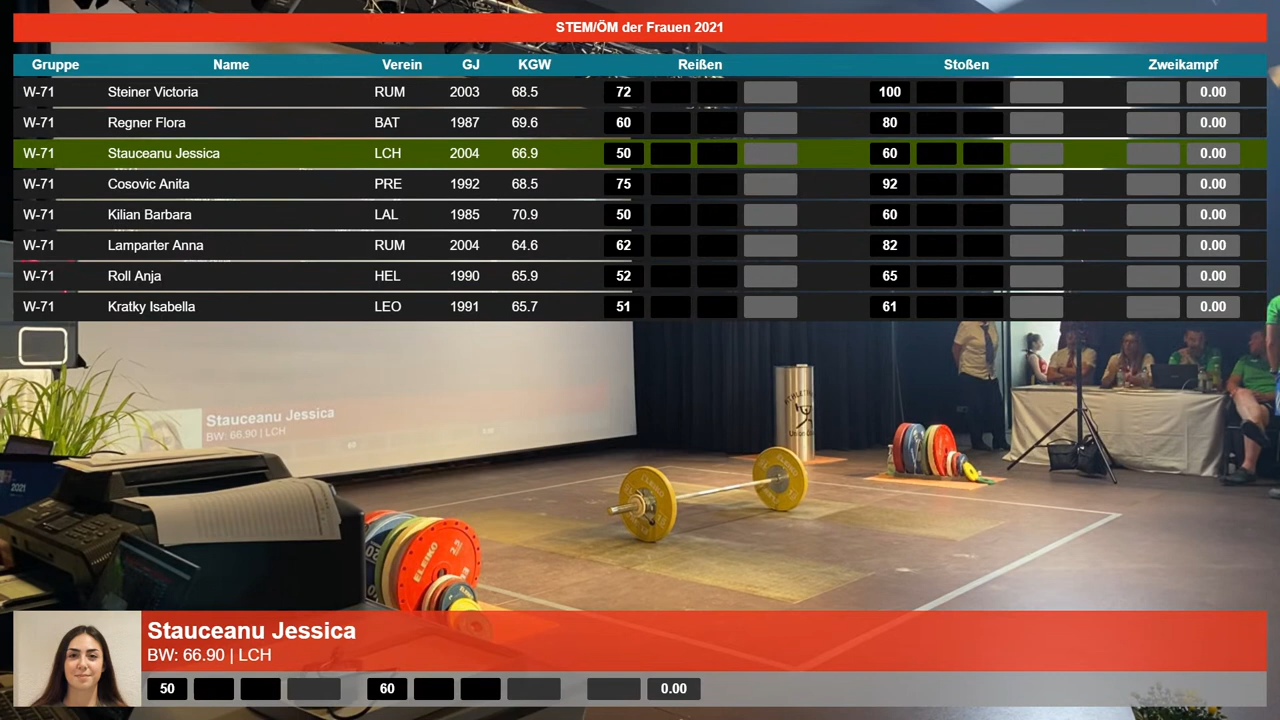 STEM/ÖM der Frauen 2021
Gruppe Name Verein GJ KGW Reißen Stoßen Zweikampf
W-71 Steiner Victoria RUM 2003 68.5 72 100 0.00
W-71 Regner Flora BAT 1987 69.6 60 80 0.00
W-71 Stauceanu Jessica LCH 2004 66.9 50 60 0.00
W-71 Cosovic Anita PRE 1992 68.5 75 92 0.00
W-71 Kilian Barbara LAL 1985 70.9 50 60 0.00
W-71 Lamparter Anna RUM 2004 64.6 62 82 0.00
W-71 Roll Anja HEL 1990 65.9 52 65 0.00
W-71 Kratky Isabella LEO 1991 65.7 51 61 0.00
Stauceanu Jessica
BW: 66.90 | LCH
2021
ELEIKO
Stauceanu Jessica
BW: 66.90 | LCH
50 60 0.00